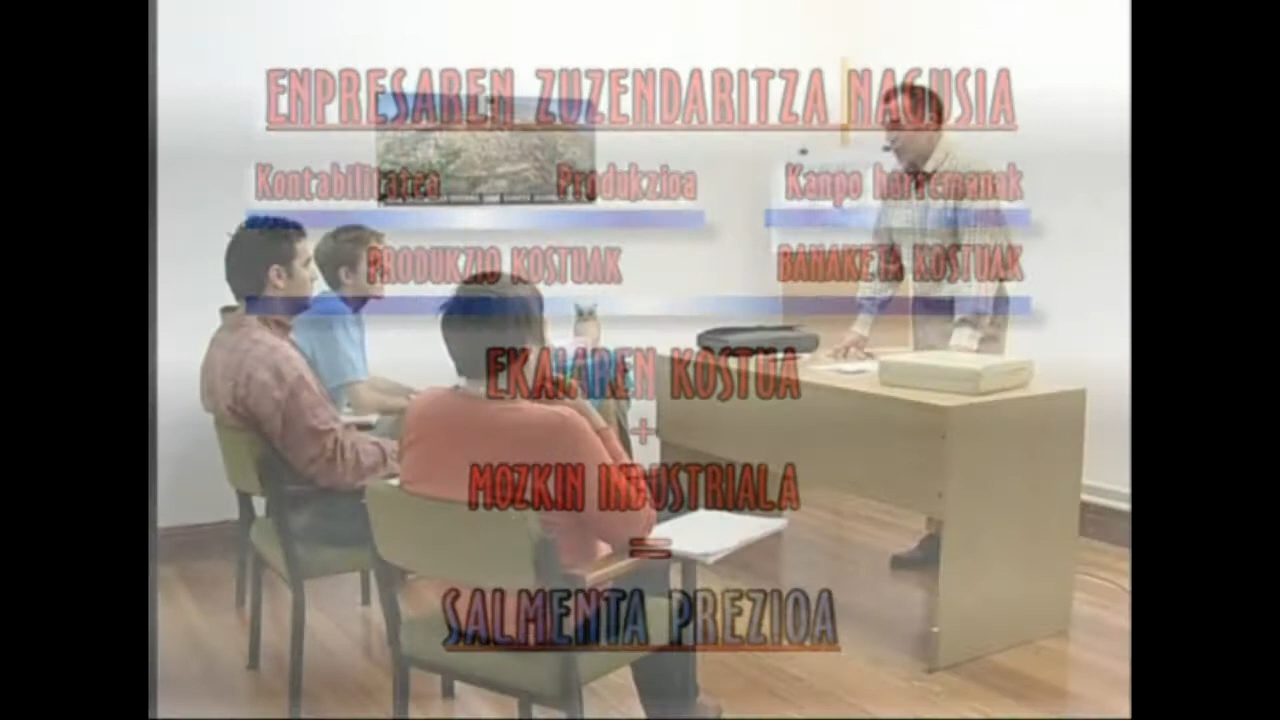 ENPRESAREN ZUZENDARITZA NAGUSIA
Kontabilitatea Produkzioa Kanpo harremanak
PRODUKZIO KOSTUAK BANAKETA KOSTUAK
EKAIAREN KOSTUA
+
MOZKIN INDUSTRIALA
=
SALMENTA PREZIOA